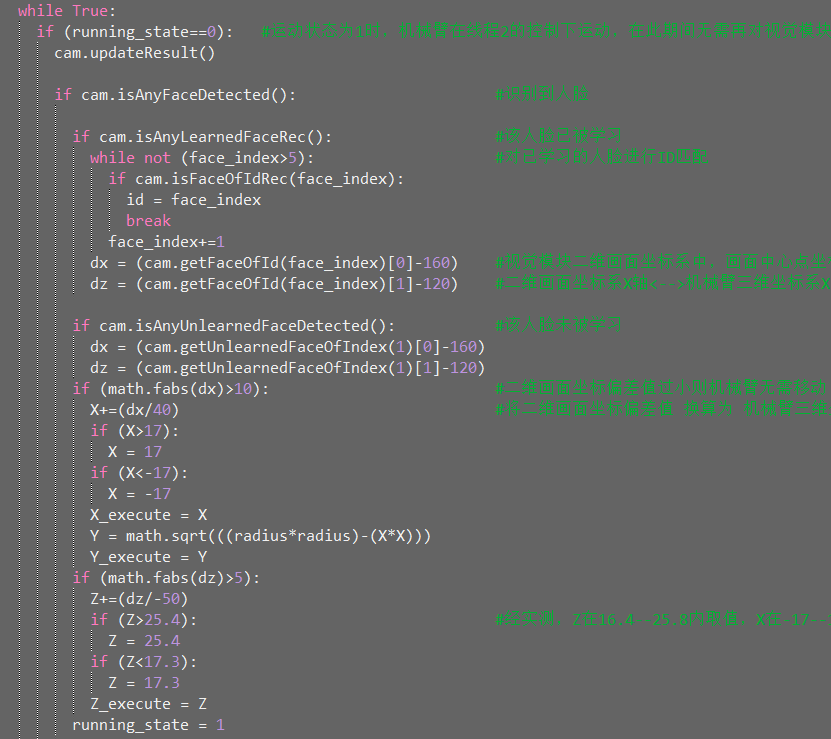 while True:
if (running_state==0): #运动状态为1时，机械臂在线程2的控制下运动，在此期间无需再对视觉模块
cam.updateResult()
if cam.isAnyFaceDetected(): #识别到人脸
if cam.isAnyLearnedFaceRec(): #该人脸已被学习
while not (face_index>5): #对已学习的人脸进行ID匹配
if cam.isFaceOfIdRec(face_index):
id = face_index
break
face_index+=1
dx = (cam.getFaceOfId(face_index)[0]-160) #视觉模块二维画面坐标系中，画面中心点坐
dz = (cam.getFaceOfId(face_index)[1]-120) #二维画面坐标系X轴<-->机械臂三维坐标系X
if cam.isAnyUnlearnedFaceDetected(): #该人脸未被学习
dx = (cam.getUnlearnedFaceOfIndex(1)[0]-160)
dz = (cam.getUnlearnedFaceOfIndex(1)[1]-120)
if (math.fabs(dx)>10): #二维画面坐标偏差值过小则机械臂无需移动
X+=(dx/40) #将二维画面坐标偏差值 换算为 机械臂三维
if (X>17):
X = 17
if (X<-17):
X = -17
X_execute = X
Y = math.sqrt(((radius*radius)-(X*X)))
Y_execute = Y
if (math.fabs(dz)>5):
Z+=(dz/-50)
if (Z>25.4): #经实测，Z在16.4--25.8内取值，X在-17--
Z = 25.4
if (Z<17.3):
Z = 17.3
Z_execute = Z
running_state = 1